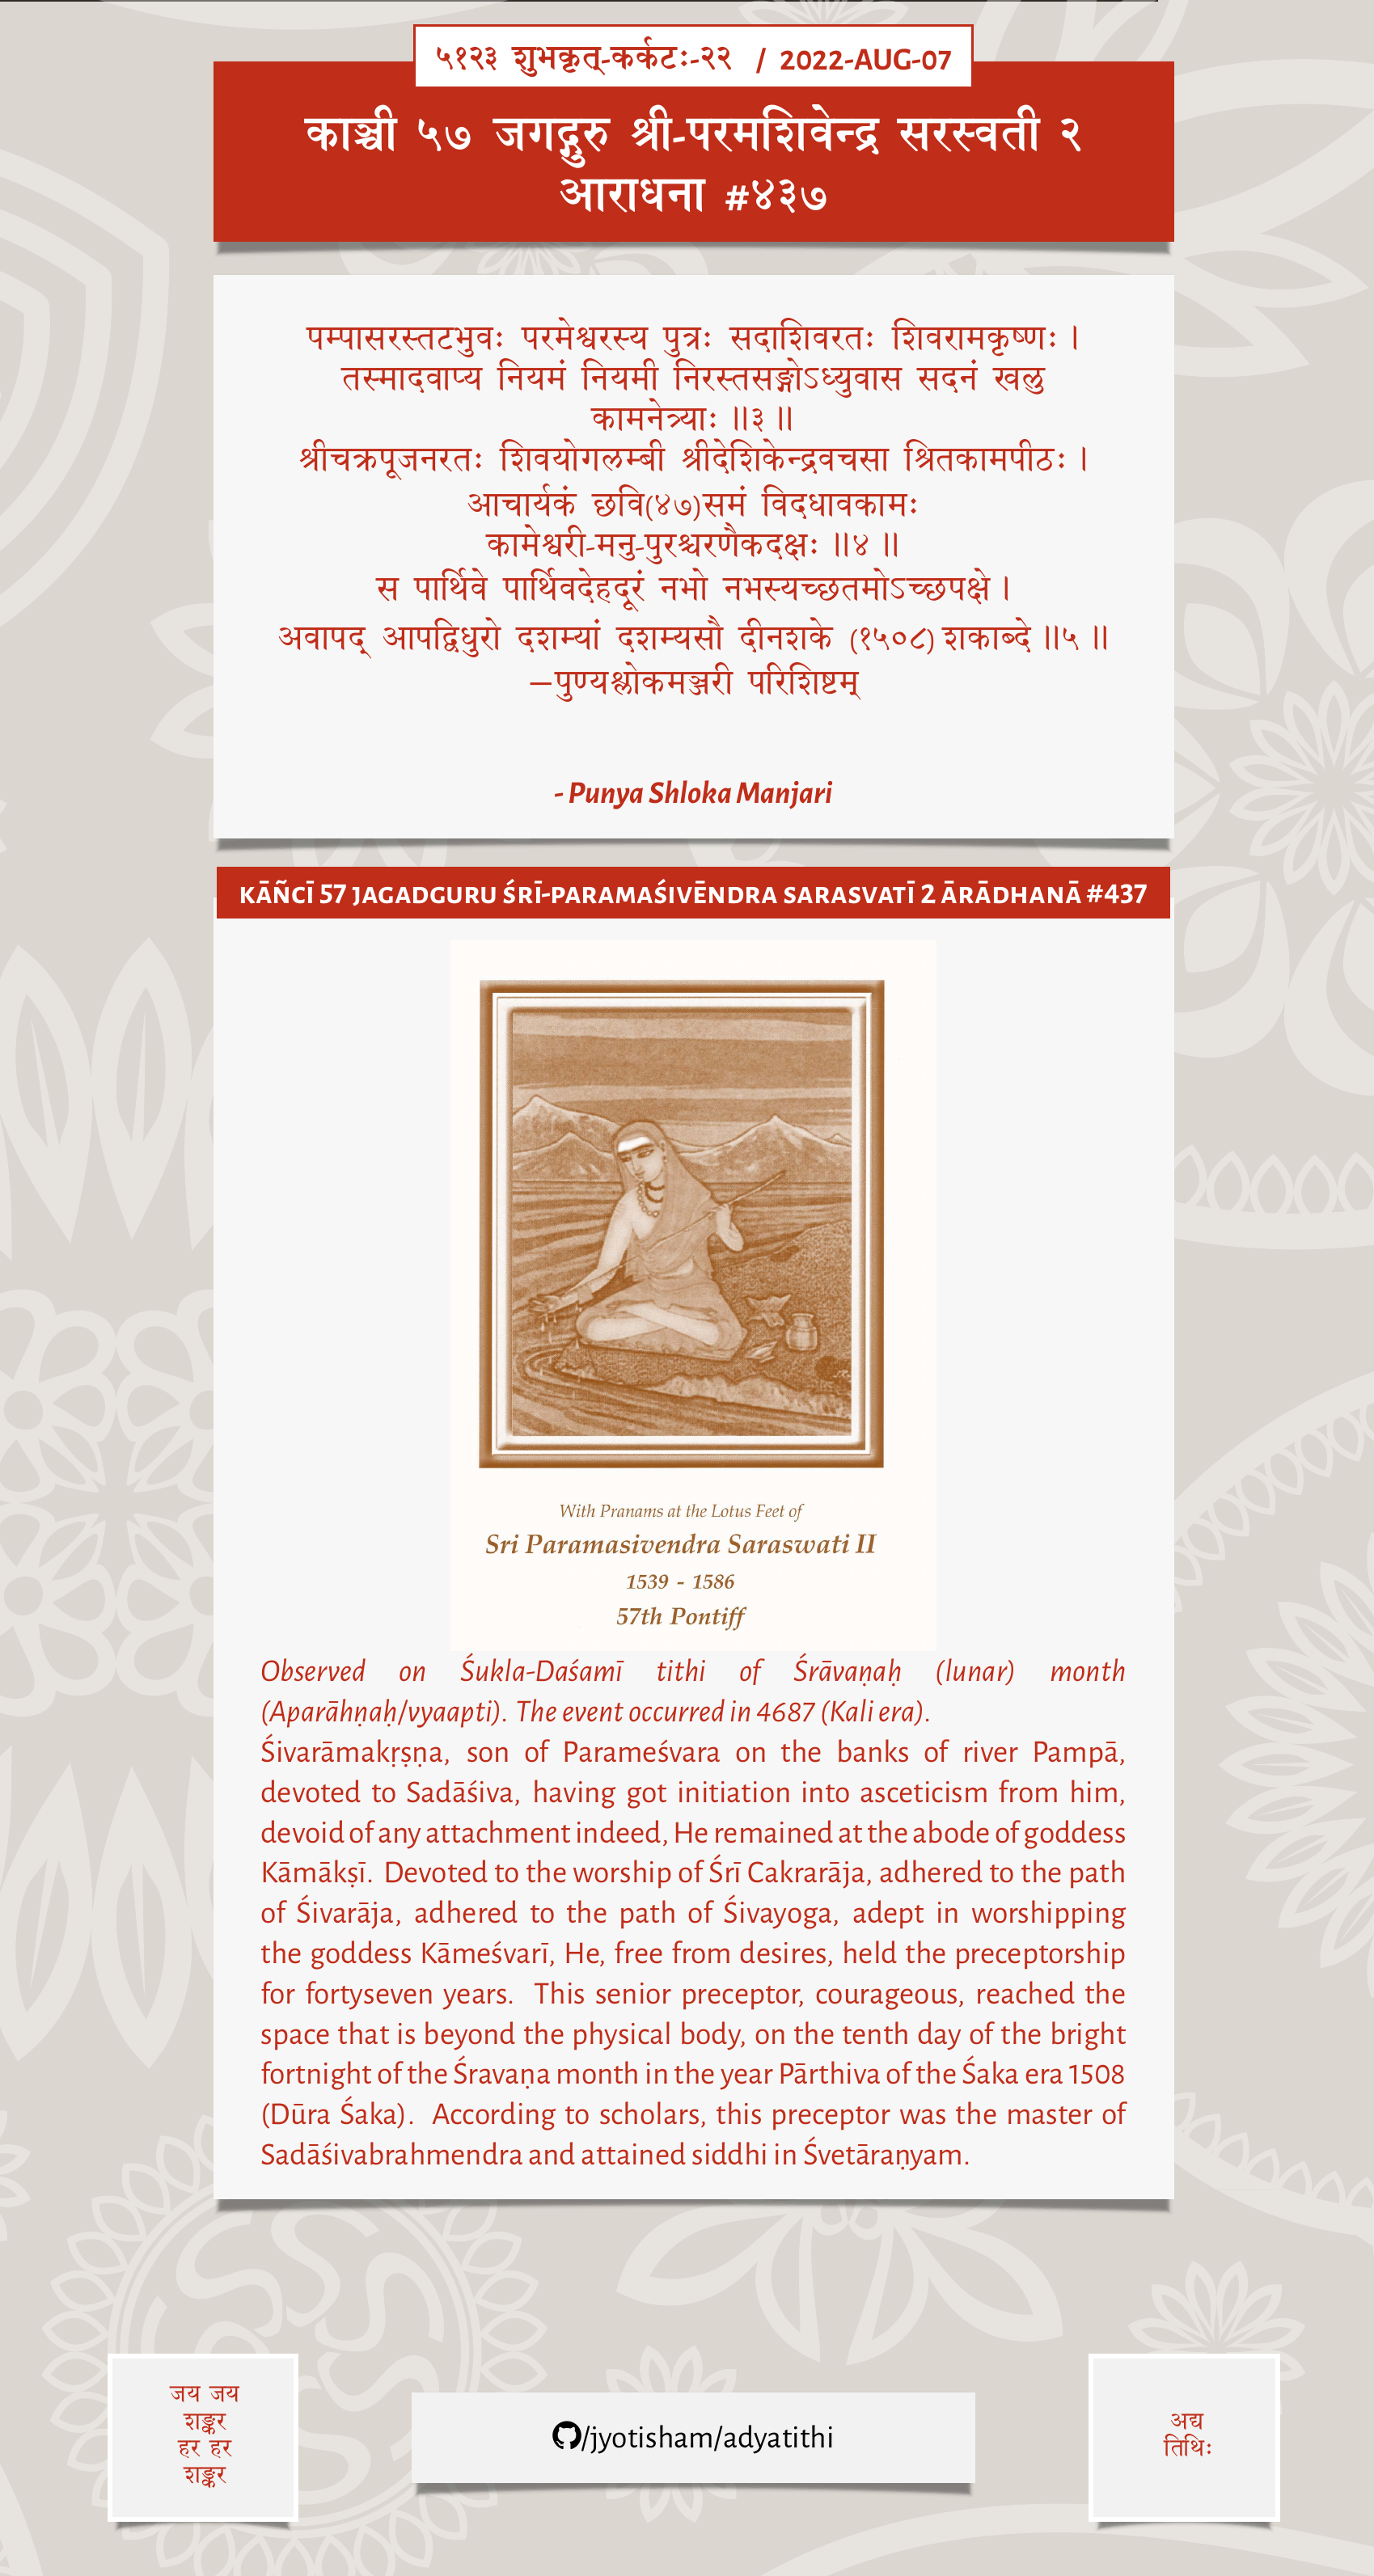 ५१२३ शुभकृत्-कर्कटः-२२ / 2022-AUG-07
काञ्ची ५७ जगद्गुरु श्री-परमशिवेन्द्र सरस्वती २
आराधना #४३७
पम्पासरस्तटभुवः परमेश्वरस्य पुत्रः सदाशिवरतः शिवरामकृष्णः ।
तस्मादवाप्य नियमं नियमी निरस्तसङ्गोऽध्युवास सदनं खलु
कामनेत्र्याः ॥३ ॥
श्रीचक्रपूजनरतः शिवयोगलम्बी श्रीदेशिकेन्द्रवचसा श्रितकामपीठः ।
आचार्यकं छवि(४७)समं विदधावकामः
कामेश्वरी-मनु-पुरश्चरणैकदक्षः ॥४ ॥
स पार्थिवे पार्थिवदेहदूरं नभो नभस्यच्छतमोऽच्छपक्षे ।
अवापद् आपद्विधुरो दशम्यां दशम्यसौ दीनशके (१५०८) शकाब्दे ॥५ ॥
—पुण्यश्लोकमञ्जरी परिशिष्टम्
- Punya Shloka Manjari
KĀÑCĪ 57 JAGADGURU ŚRĪ-PARAMAŚIVĒNDRA SARASVATĪ 2 ĀRĀDHANĀ #437
With Pranams at the Lotus Feet of
Sri Paramasivendra Saraswati II
1539 - 1586
57th Pontiff
Observed on Śukla-Daśamī tithi of Śrāvaṇaḥ (lunar) month
(Aparāhṇaḥ/vyaapti). The event occurred in 4687 (Kali era).
Śivarāmakṛṣṇa, son of Parameśvara on the banks of river Pampā,
devoted to Sadāśiva, having got initiation into asceticism from him,
devoid of any attachment indeed, He remained at the abode of goddess
Kāmākṣī. Devoted to the worship of Śrī Cakrarāja, adhered to the path
of Śivarāja, adhered to the path of Śivayoga, adept in worshipping
the goddess Kāmeśvarī, He, free from desires, held the preceptorship
for fortyseven years. This senior preceptor, courageous, reached the
space that is beyond the physical body, on the tenth day of the bright
fortnight of the Śravaṇa month in the year Pārthiva of the Śaka era 1508
(Dūra Śaka). According to scholars, this preceptor was the master of
Sadāśivabrahmendra and attained siddhi in Śvetāraṇyam.
जय जय
शङ्कर
हर हर
शङ्कर
/jyotisham/adyatithi
अद्य
तिथिः